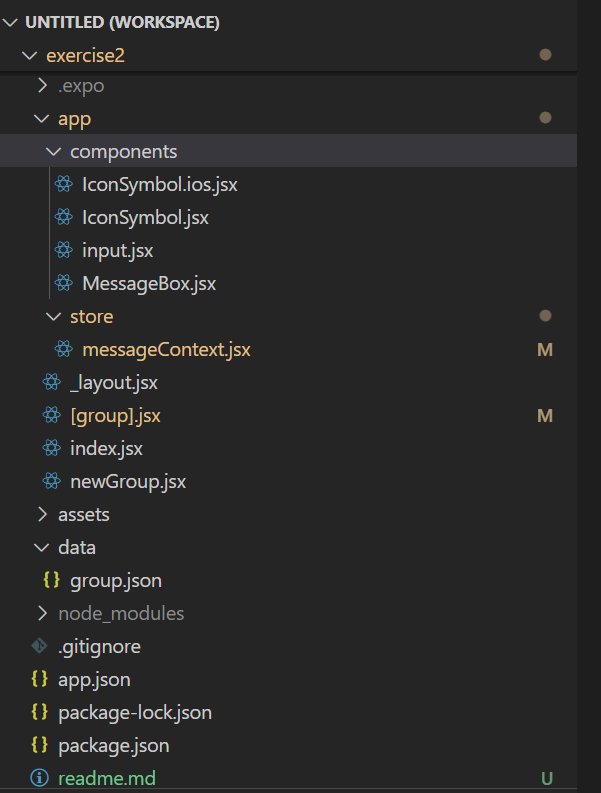 UNTITLED (WORKSPACE)
exercise2
.expo
app
components
IconSymbol.ios.jsx
IconSymbol.jsx
input.jsx
MessageBox.jsx
store
messageContext.jsx M
_layout.jsx
[group].jsx M
index.jsx
newGroup.jsx
assets
data
{} group.json
node_modules
.gitignore
{} app.json
{} package-lock.json
{} package.json
readme.md U